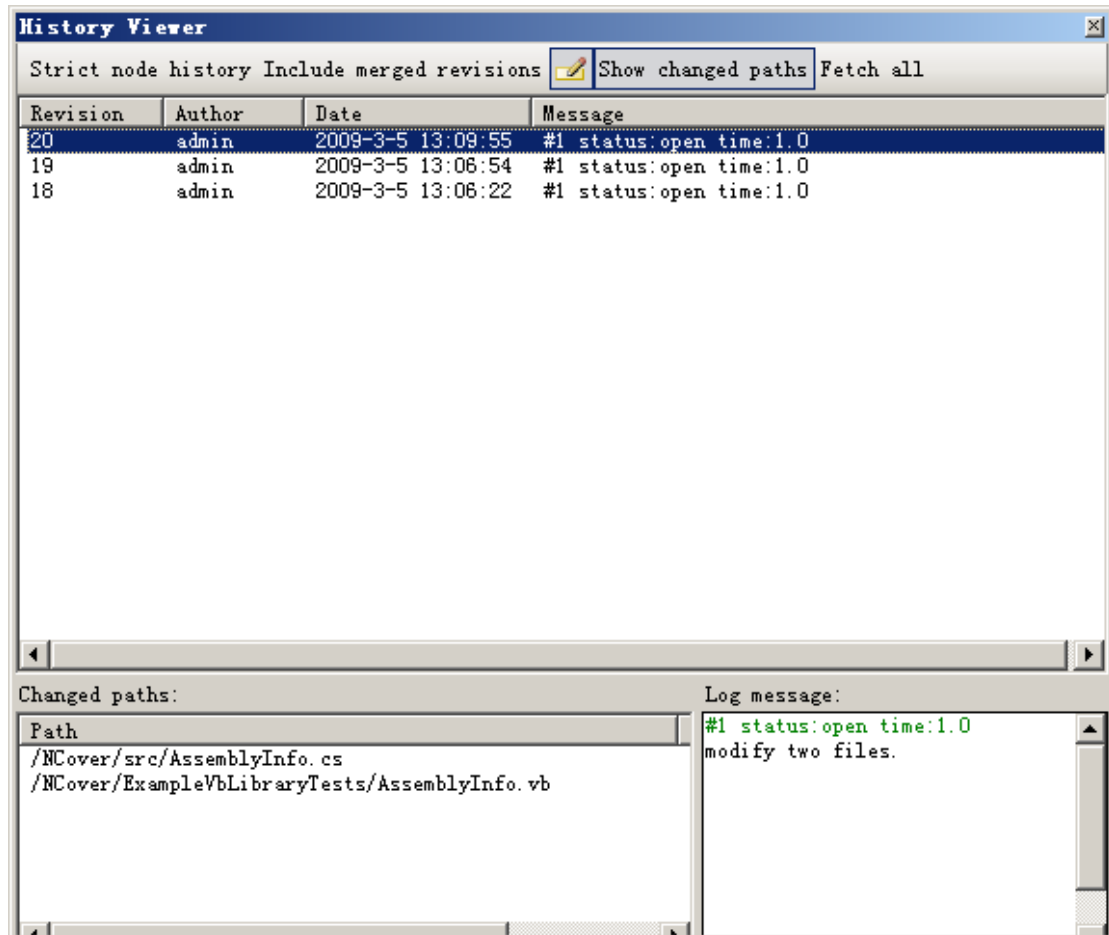 History Viewer
Strict node history Include merged revisions Show changed paths Fetch all
Revision Author Date Message
20 admin 2009-3-5 13:09:55 #1 status:open time:1.0
19 admin 2009-3-5 13:06:54 #1 status:open time:1.0
18 admin 2009-3-5 13:06:22 #1 status:open time:1.0
Changed paths: Log message:
Path
/NCover/src/AssemblyInfo.cs
/NCover/ExampleVbLibraryTests/AssemblyInfo.vb
#1 status:open time:1.0
modify two files.